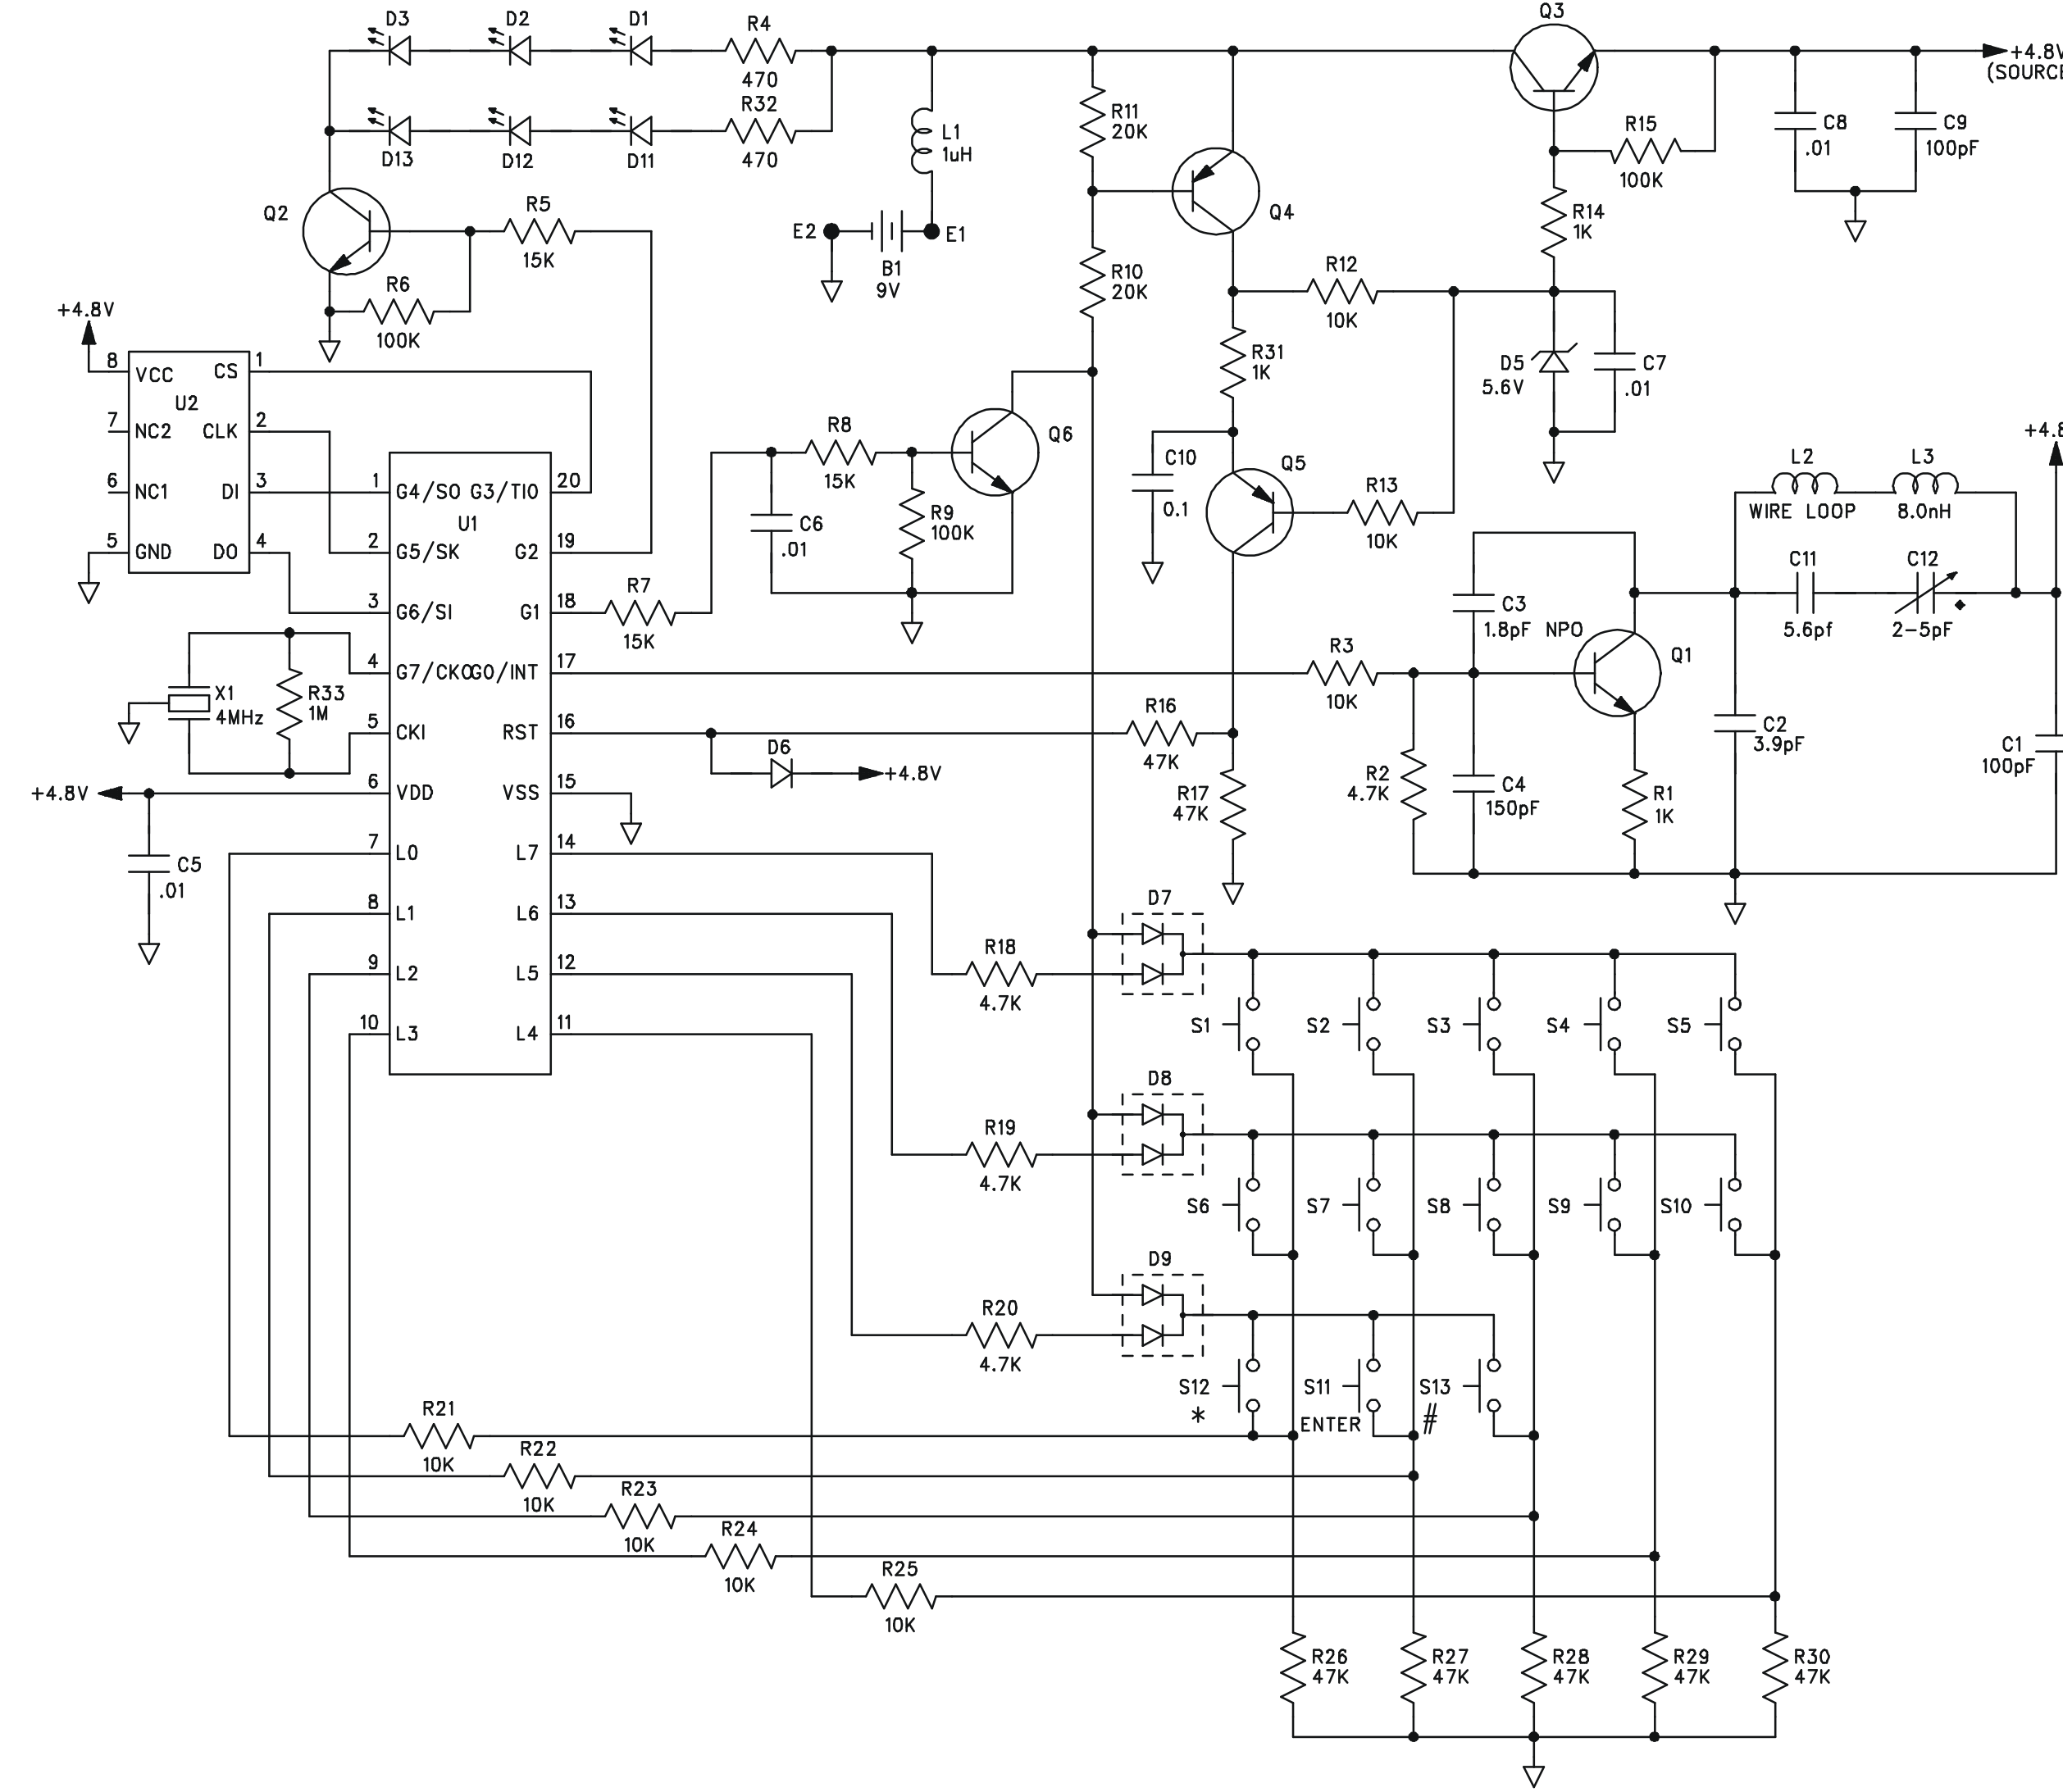 D3
D2
D1
R4
470
R32
470
D13
D12
D11
Q2
R5
15K
R6
100K
L1
1uH
E2
E1
B1
9V
R11
20K
R10
20K
Q4
Q3
+4.8V
(SOURCE
R15
100K
R14
1K
C8
.01
C9
100pF
R12
10K
R31
1K
D5
5.6V
C7
.01
+4.8V
8
VCC
CS
1
U2
7
NC2
CLK
2
6
NC1
DI
3
5
GND
DO
4
1
G4/SO
G3/TIO
20
U1
2
G5/SK
G2
19
3
G6/SI
G1
18
4
G7/CKO
G0/INT
17
5
CKI
RST
16
6
VDD
VSS
15
7
L0
L7
14
8
L1
L6
13
9
L2
L5
12
10
L3
L4
11
X1
4MHz
R33
1M
+4.8V
C5
.01
R7
15K
R8
15K
C6
.01
R9
100K
Q6
C10
0.1
Q5
R13
10K
D6
+4.8V
R16
47K
R17
47K
R3
10K
R2
4.7K
C3
1.8pF NPO
C4
150pF
Q1
R1
1K
L2
WIRE LOOP
L3
8.0nH
C11
5.6pf
C12
2-5pF
+4.8
C2
3.9pF
C1
100pF
D7
R18
4.7K
S1
S2
S3
S4
S5
D8
R19
4.7K
S6
S7
S8
S9
S10
D9
R20
4.7K
S12
*
S11
ENTER
S13
#
R21
10K
R22
10K
R23
10K
R24
10K
R25
10K
R26
47K
R27
47K
R28
47K
R29
47K
R30
47K